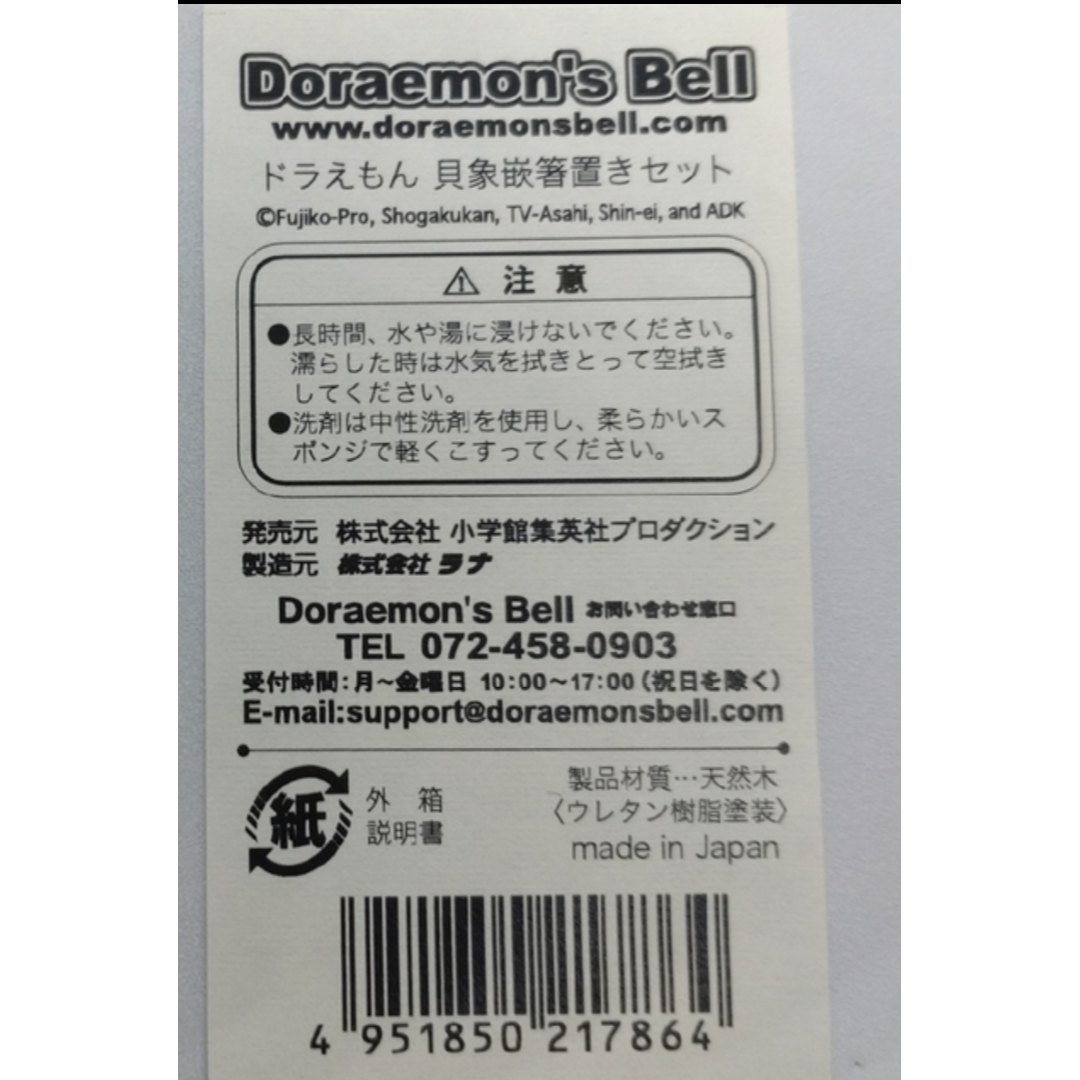 Doraemon's Bell
www.doraemonsbell.com
ドラえもん 貝象嵌箸置きセット
©Fujiko-Pro, Shogakukan, TV-Asahi, Shin-ei, and ADK
⚠ 注 意
●長時間、水や湯に浸けないでください。
濡らした時は水気を拭きとって空拭き
してください。
●洗剤は中性洗剤を使用し、柔らかいス
ポンジで軽くこすってください。
発売元 株式会社 小学館集英社プロダクション
製造元 株式会社 ラナ
Doraemon's Bell お問い合わせ窓口
TEL 072-458-0903
受付時間:月～金曜日 10:00～17:00(祝日を除く)
E-mail:support@doraemonsbell.com
紙
外 箱
説明書
製品材質…天然木
〈ウレタン樹脂塗装〉
made in Japan
4 951850 217864